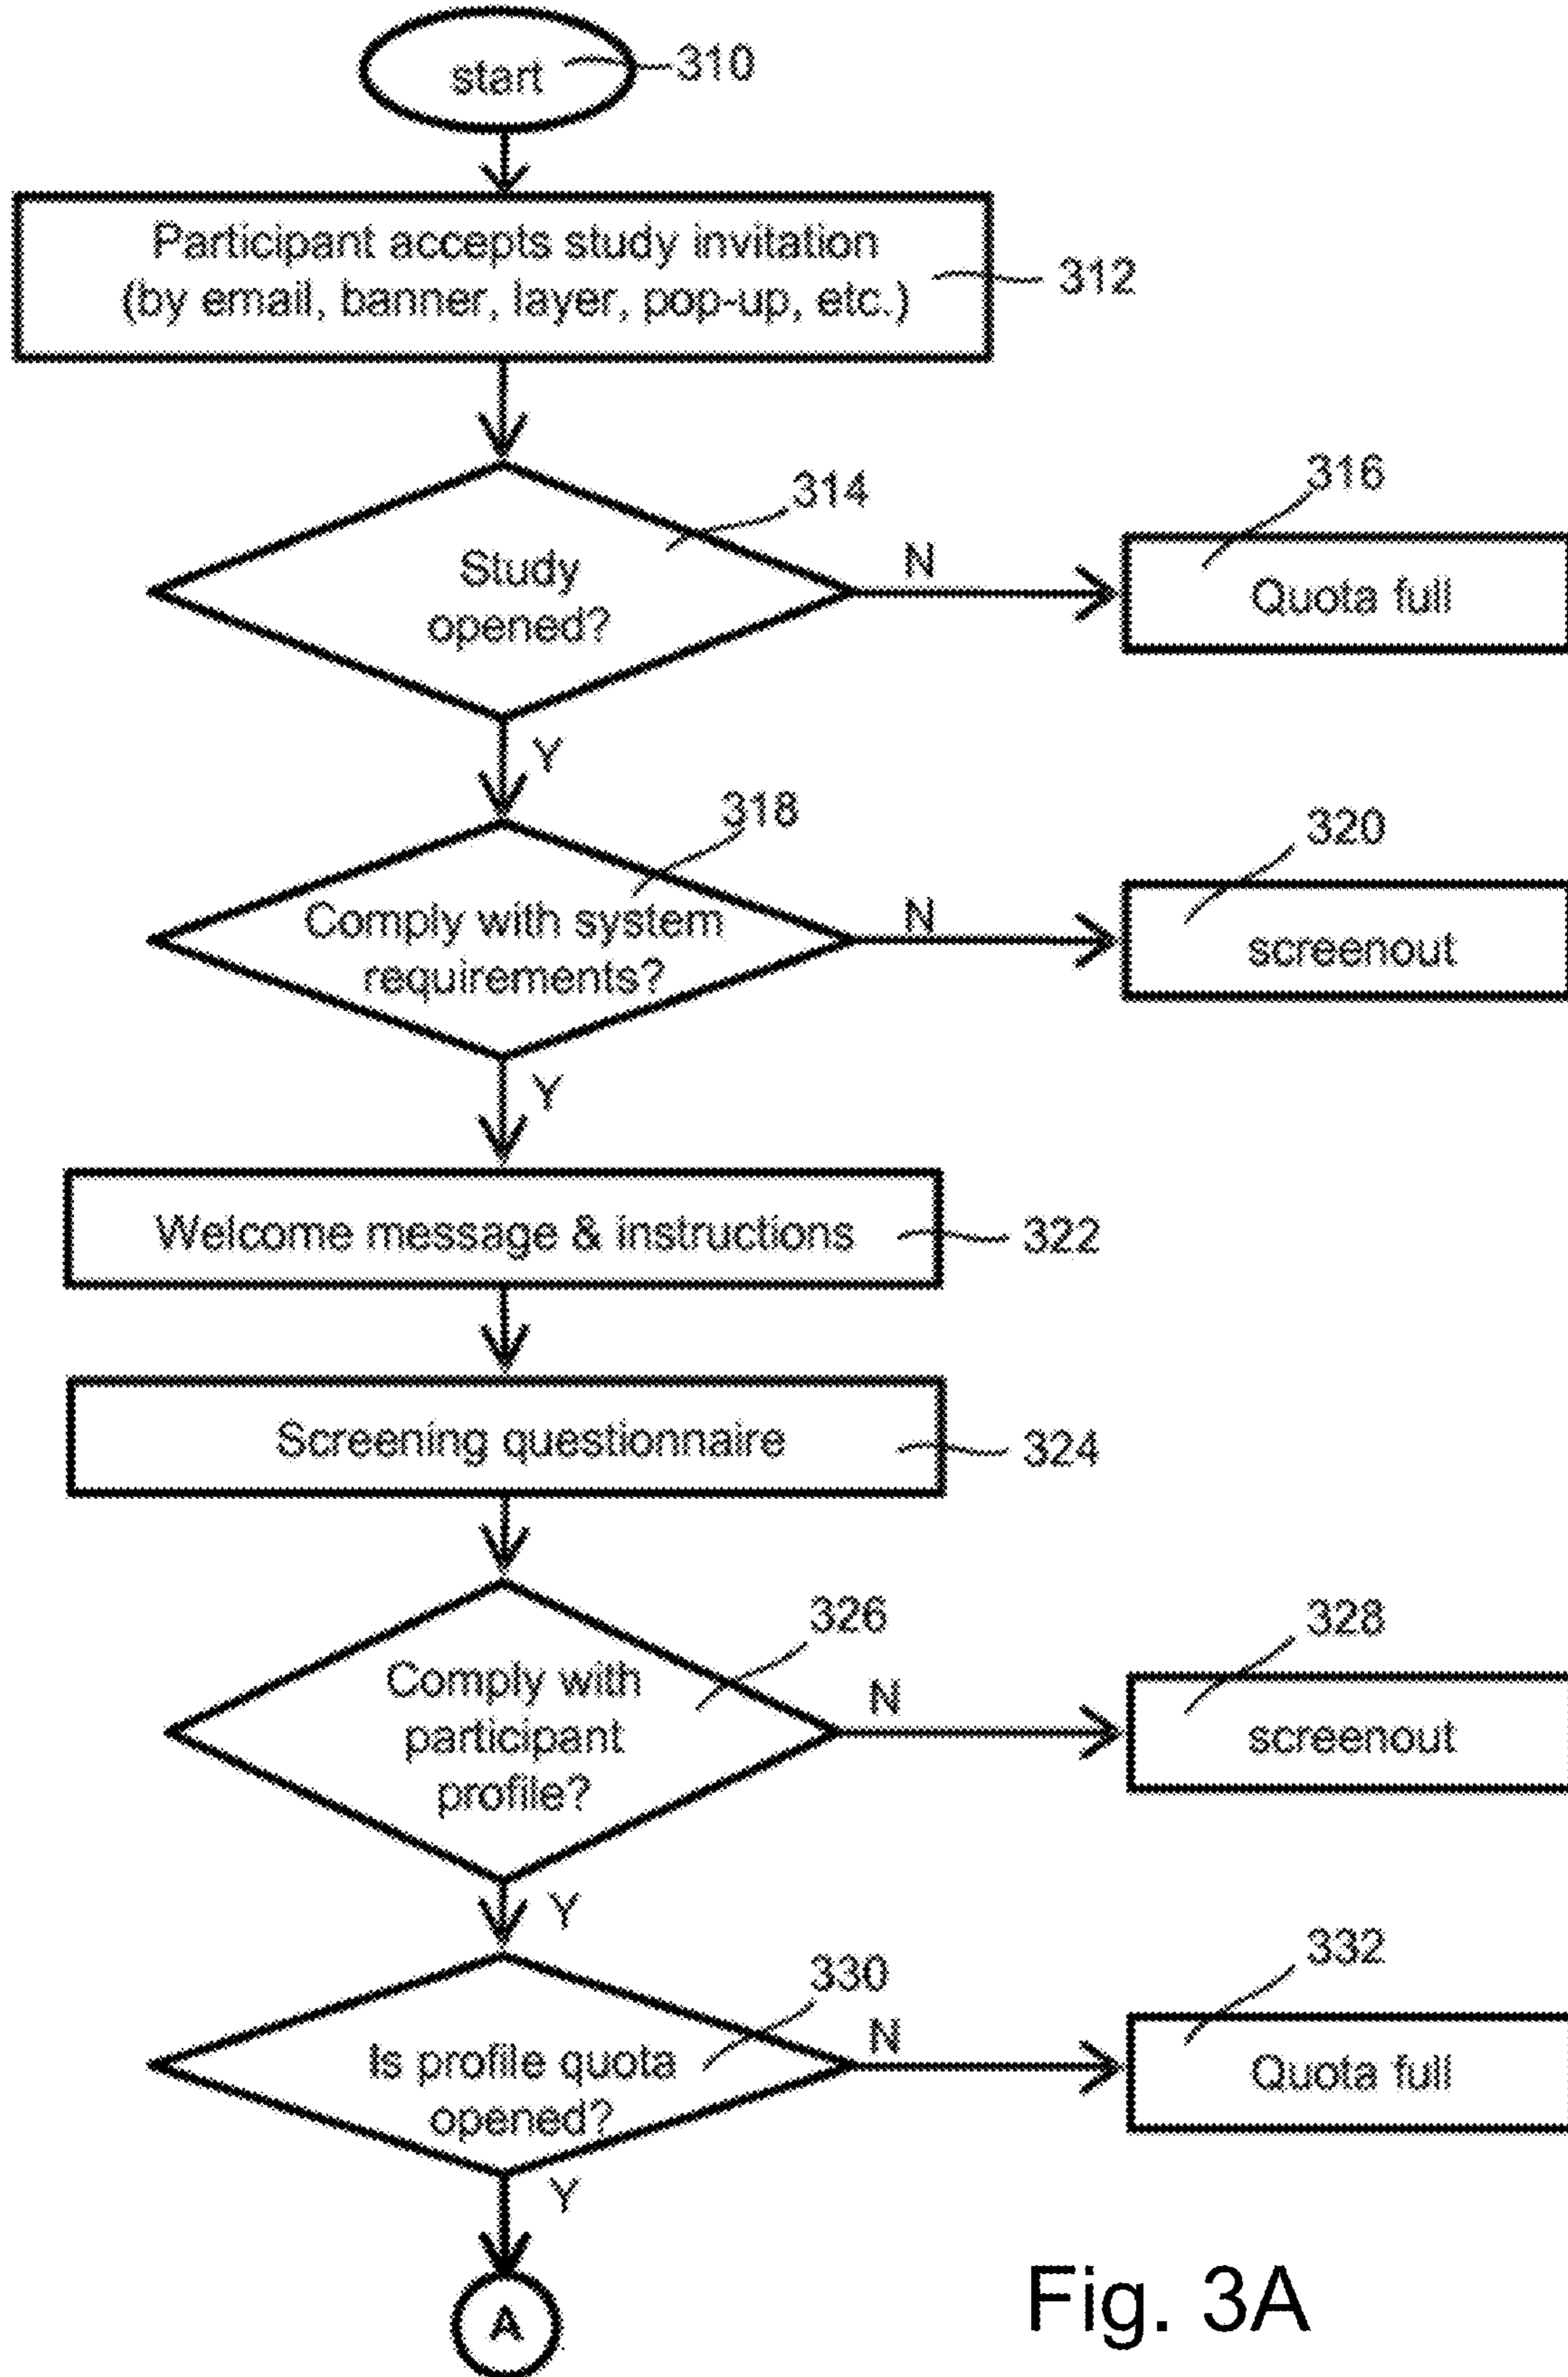 start
310
Participant accepts study invitation
(by email, banner, layer, pop-up, etc.)
312
314
Study
opened?
N
316
Quota full
Y
318
Comply with system
requirements?
N
320
screenout
Y
Welcome message & instructions
322
Screening questionnaire
324
326
Comply with
participant
profile?
N
328
screenout
Y
330
Is profile quota
opened?
N
332
Quota full
Y
A
Fig. 3A